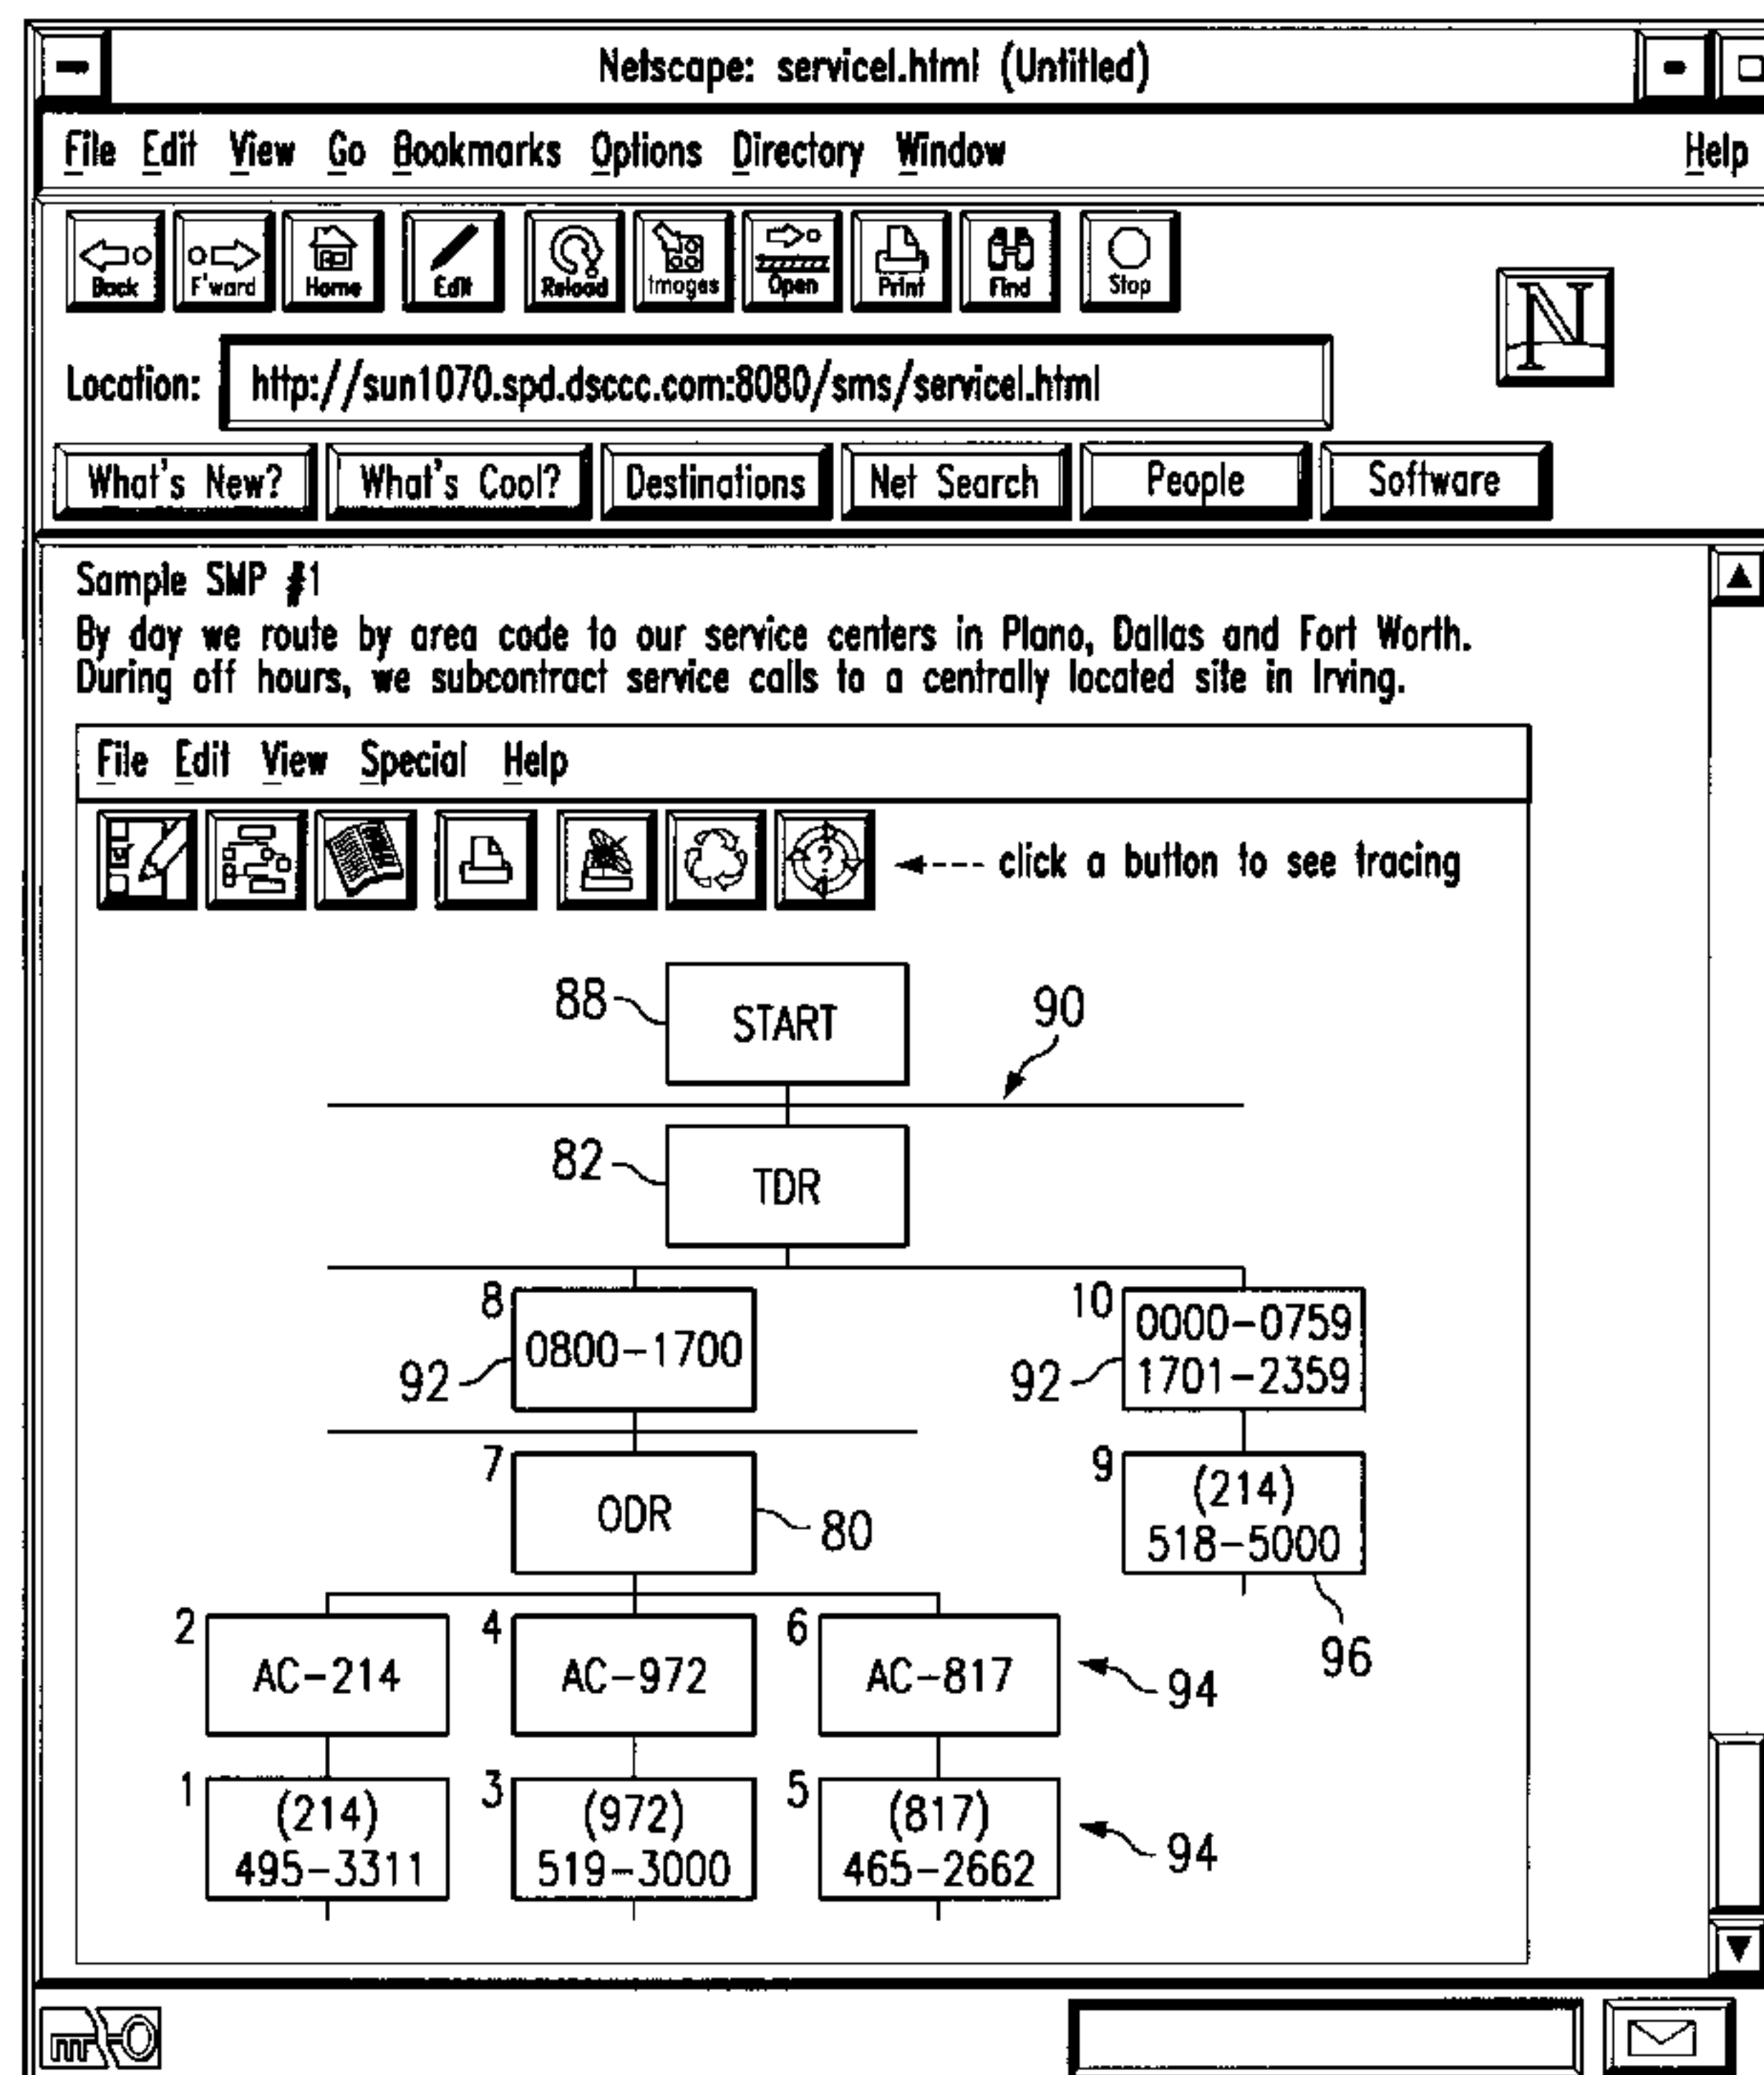 Netscape: servicel.html (Untitled)
File Edit View Go Bookmarks Options Directory Window Help
Back F'ward Home Edit Reload Images Open Print Find Stop
N
Location: http://sun1070.spd.dsccc.com:8080/sms/servicel.html
What's New? What's Cool? Destinations Net Search People Software
Sample SMP #1
By day we route by area code to our service centers in Plano, Dallas and Fort Worth.
During off hours, we subcontract service calls to a centrally located site in Irving.
File Edit View Special Help
? click a button to see tracing
88 START 90
82 TDR
8 0800-1700 92
10 0000-0759
1701-2359 92
7 ODR 80
9 (214)
518-5000 96
2 AC-214 4 AC-972 6 AC-817 94
1 (214)
495-3311
3 (972)
519-3000
5 (817)
465-2662
94